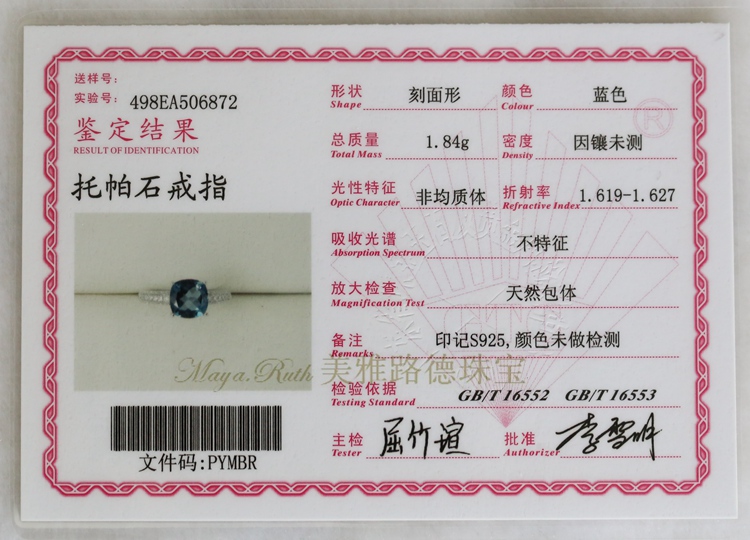 送样号:
实验号: 498EA506872
鉴定结果
RESULT OF IDENTIFICATION
托帕石戒指
形状 刻面形 颜色 蓝色
Shape Colour
总质量 1.84g 密度 因镶未测
Total Mass Density
光性特征 非均质体 折射率 1.619-1.627
Optic Character Refractive Index
吸收光谱 不特征
Absorption Spectrum
放大检查 天然包体
Magnification Test
备注 印记S925,颜色未做检测
Remarks
Maya.Ruth 美雅路德珠宝
检验依据 GB/T 16552 GB/T 16553
Testing Standard
主检 屈竹瑄 批准 李雪明
Tester Authorizer
文件码:PYMBR
®